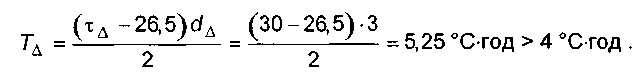 T_Δ = (τ_Δ − 26,5)d_Δ / 2 = (30 − 26,5)·3 / 2 = 5,25 °С·год > 4 °С·год .